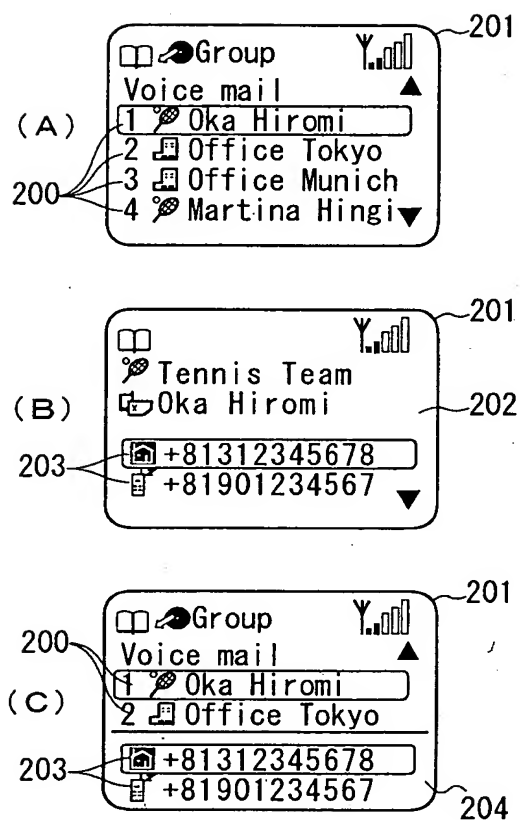 201
Group
Voice mail
(A)
1 Oka Hiromi
2 Office Tokyo
3 Office Munich
200
4 Martina Hingi
201
Tennis Team
(B)
Oka Hiromi
202
203
+81312345678
+81901234567
201
Group
200
Voice mail
1 Oka Hiromi
(C)
2 Office Tokyo
203
+81312345678
+81901234567
204